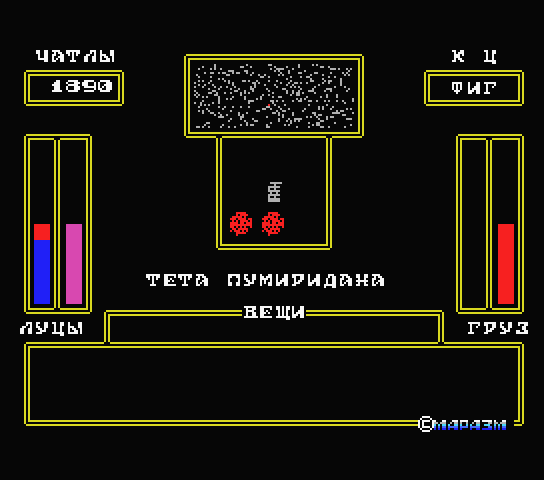 ЧАТЛЫ
К Ц
1890
ФИГ
ТЕТА ПУМИРИДАНА
ВЕЩИ
ЛУЦЫ
ГРУЗ
©МАРАЗМ